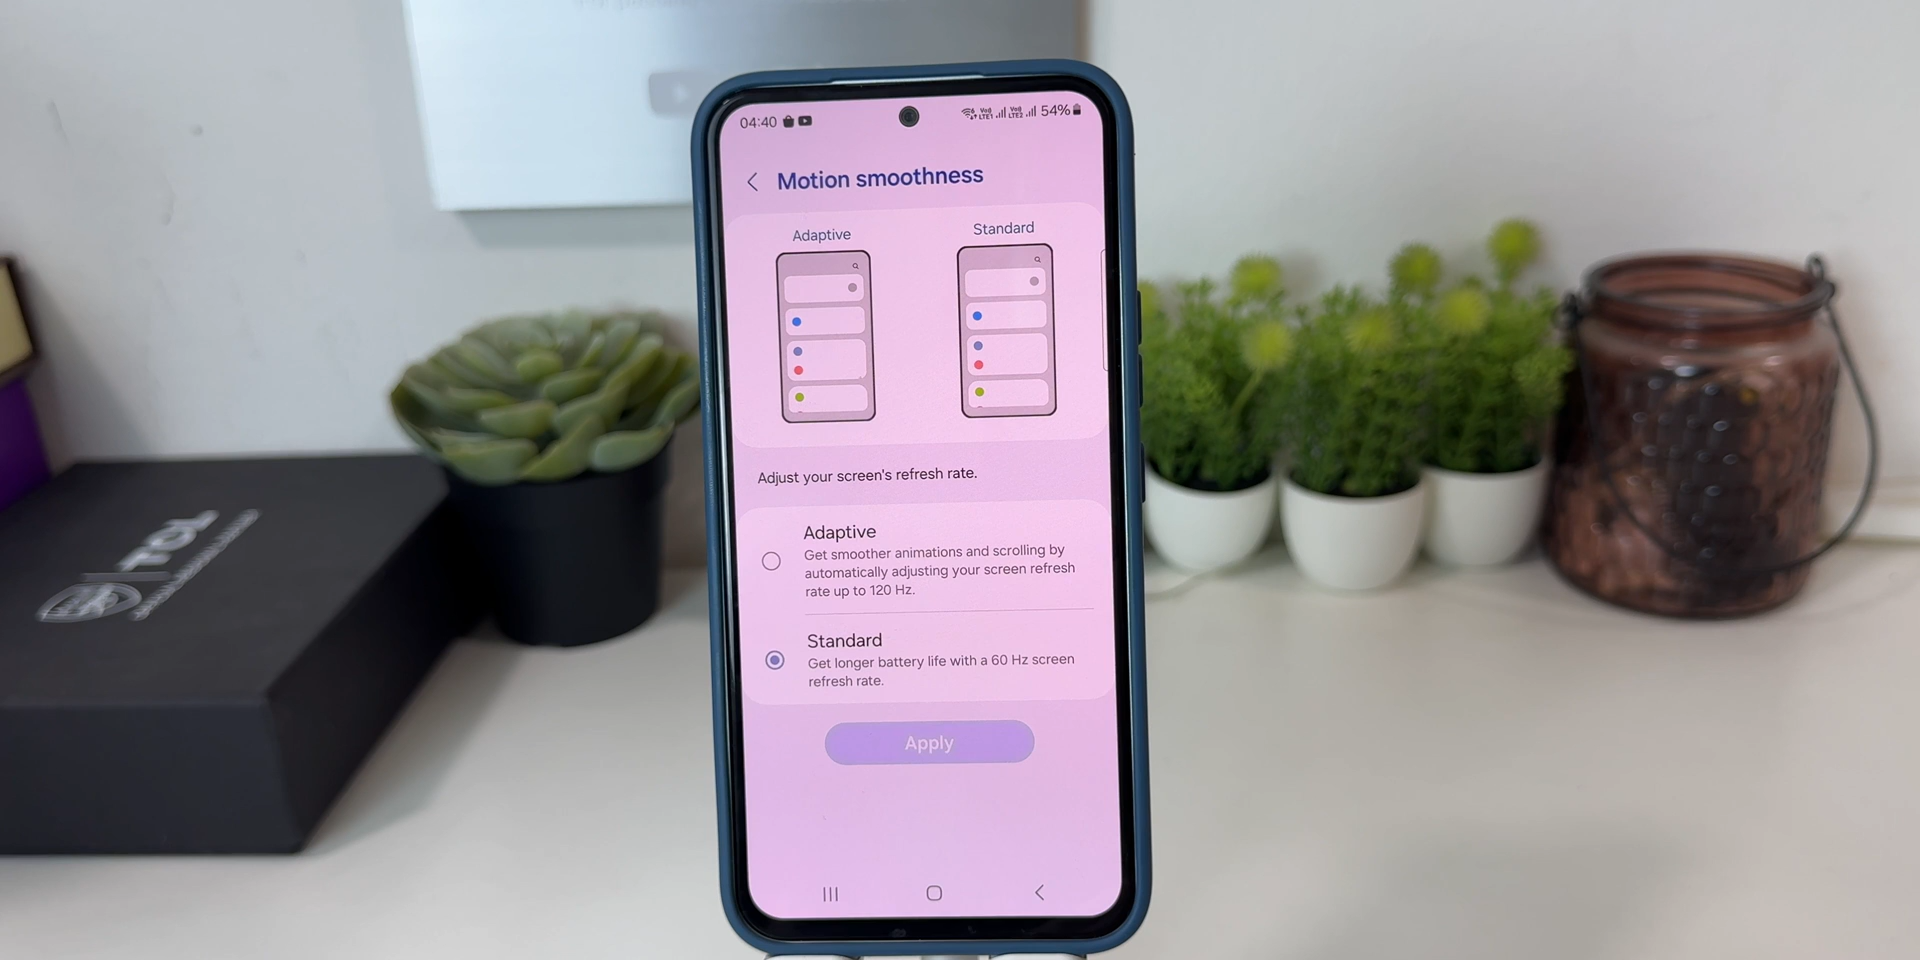 04:40 54%
Motion smoothness
Adaptive Standard
Adjust your screen's refresh rate.
Adaptive
Get smoother animations and scrolling by
automatically adjusting your screen refresh
rate up to 120 Hz.
Standard
Get longer battery life with a 60 Hz screen
refresh rate.
Apply